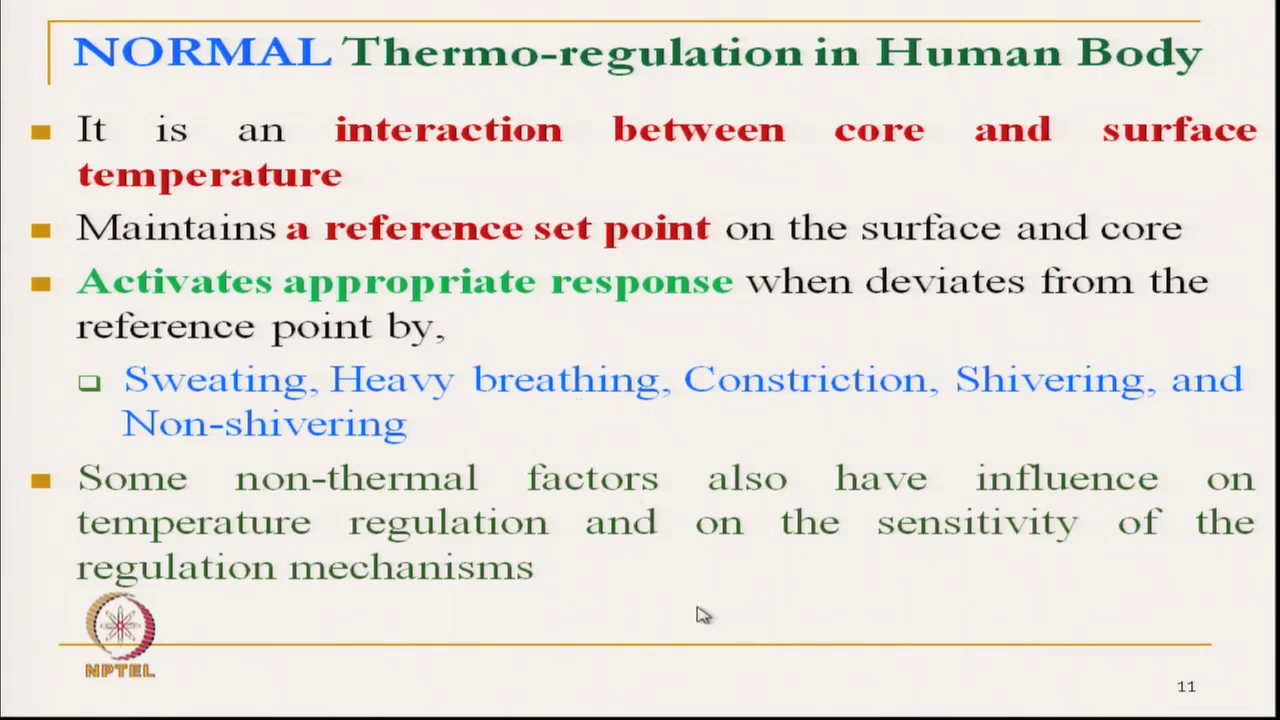 NORMAL Thermo-regulation in Human Body
It is an interaction between core and surface
temperature
Maintains a reference set point on the surface and core
Activates appropriate response when deviates from the
reference point by,
Sweating, Heavy breathing, Constriction, Shivering, and
Non-shivering
Some non-thermal factors also have influence on
temperature regulation and on the sensitivity of the
regulation mechanisms
NPTEL
11